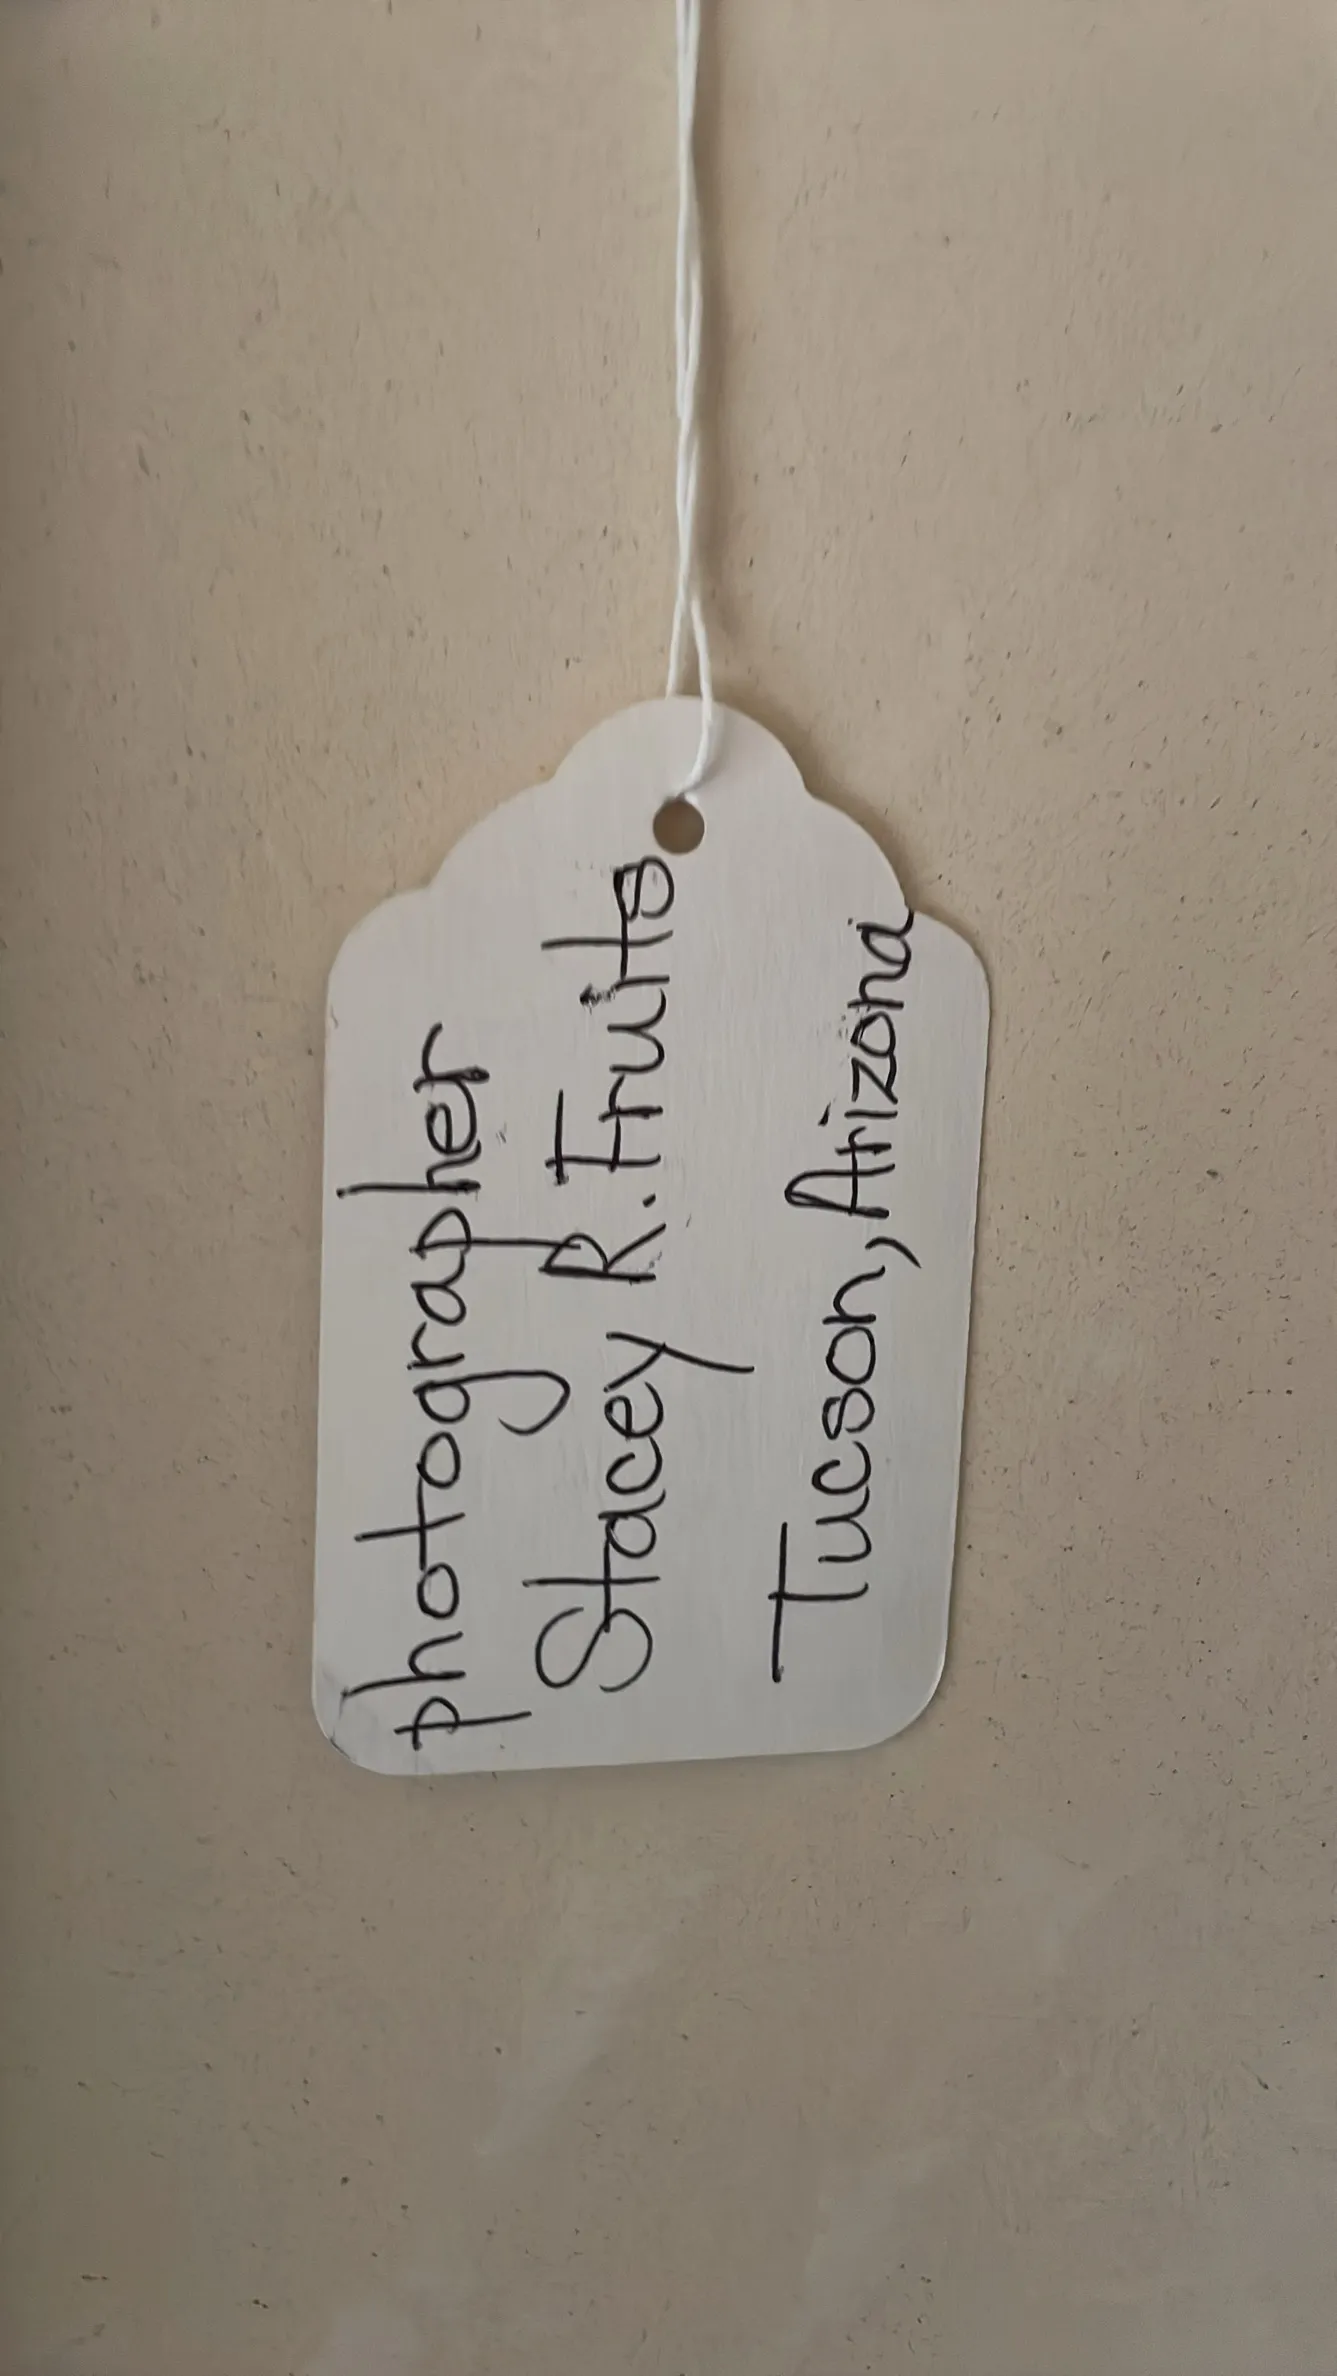 photographer
Stacey R. Fruits
Tucson, Arizona